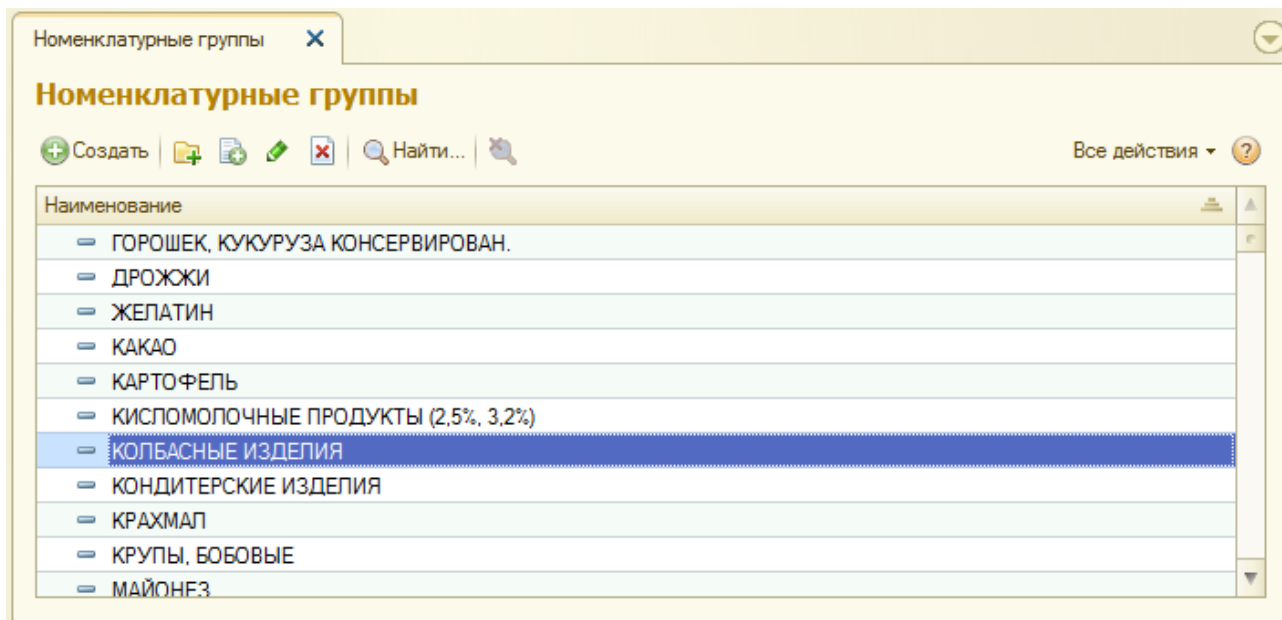 Номенклатурные группы
Номенклатурные группы
Создать Найти... Все действия
Наименование
ГОРОШЕК, КУКУРУЗА КОНСЕРВИРОВАН.
ДРОЖЖИ
ЖЕЛАТИН
КАКАО
КАРТОФЕЛЬ
КИСЛОМОЛОЧНЫЕ ПРОДУКТЫ (2,5%, 3,2%)
КОЛБАСНЫЕ ИЗДЕЛИЯ
КОНДИТЕРСКИЕ ИЗДЕЛИЯ
КРАХМАЛ
КРУПЫ, БОБОВЫЕ
МАЙОНЕЗ